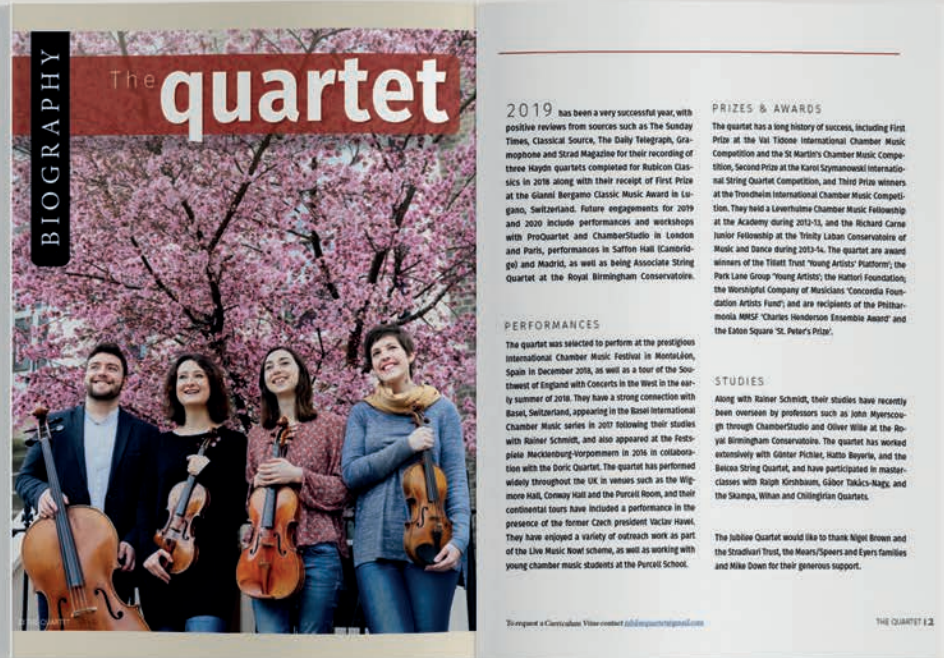 BIOGRAPHY
The quartet
THE QUARTET
2019 has been a very successful year, with
positive reviews from sources such as The Sunday
Times, Classical Source, The Daily Telegraph, Gra-
mophone and Strad Magazine for their recording of
three Haydn quartets completed for Rubicon Clas-
sics in 2018 along with their receipt of First Prize
at the Gianni Bergamo Classic Music Award in Lu-
gano, Switzerland. Future engagements for 2019
and 2020 include performances and workshops
with ProQuartet and ChamberStudio in London
and Paris, performances in Saffon Hall (Cambrid-
ge) and Madrid, as well as being Associate String
Quartet at the Royal Birmingham Conservatoire.
PERFORMANCES
The quartet was selected to perform at the prestigious
International Chamber Music Festival in MonteLeón,
Spain in December 2018, as well as a tour of the Sou-
thwest of England with Concerts in the West in the ear-
ly summer of 2018. They have a strong connection with
Basel, Switzerland, appearing in the Basel International
Chamber Music series in 2017 following their studies
with Rainer Schmidt, and also appeared at the Fests-
piele Mecklenburg-Vorpommern in 2016 in collabora-
tion with the Doric Quartet. The quartet has performed
widely throughout the UK in venues such as the Wig-
more Hall, Conway Hall and the Purcell Room, and their
continental tours have included a performance in the
presence of the former Czech president Vaclav Havel.
They have enjoyed a variety of outreach work as part
of the Live Music Now! scheme, as well as working with
young chamber music students at the Purcell School.
PRIZES & AWARDS
The quartet has a long history of success, including First
Prize at the Val Tidone International Chamber Music
Competition and the St Martin's Chamber Music Compe-
tition, Second Prize at the Karol Szymanowski Internatio-
nal String Quartet Competition, and Third Prize winners
at the Trondheim International Chamber Music Competi-
tion. They held a Leverhulme Chamber Music Fellowship
at the Academy during 2012-13, and the Richard Carne
Junior Fellowship at the Trinity Laban Conservatoire of
Music and Dance during 2013-14. The quartet are award
winners of the Tillett Trust 'Young Artists' Platform'; the
Park Lane Group 'Young Artists'; the Hattori Foundation;
the Worshipful Company of Musicians 'Concordia Foun-
dation Artists Fund'; and are recipients of the Philhar-
monia MMSF 'Charles Henderson Ensemble Award' and
the Eaton Square 'St. Peter's Prize'.
STUDIES
Along with Rainer Schmidt, their studies have recently
been overseen by professors such as John Myerscou-
gh through ChamberStudio and Oliver Wille at the Ro-
yal Birmingham Conservatoire. The quartet has worked
extensively with Günter Pichler, Hatto Beyerle, and the
Belcea String Quartet, and have participated in master-
classes with Ralph Kirshbaum, Gábor Takács-Nagy, and
the Skampa, Wihan and Chilingirian Quartets.
The Jubilee Quartet would like to thank Nigel Brown and
the Stradivari Trust, the Mears/Speers and Eyers families
and Mike Down for their generous support.
To request a Curriculum Vitae contact jubileequartet@gmail.com
THE QUARTET | 2